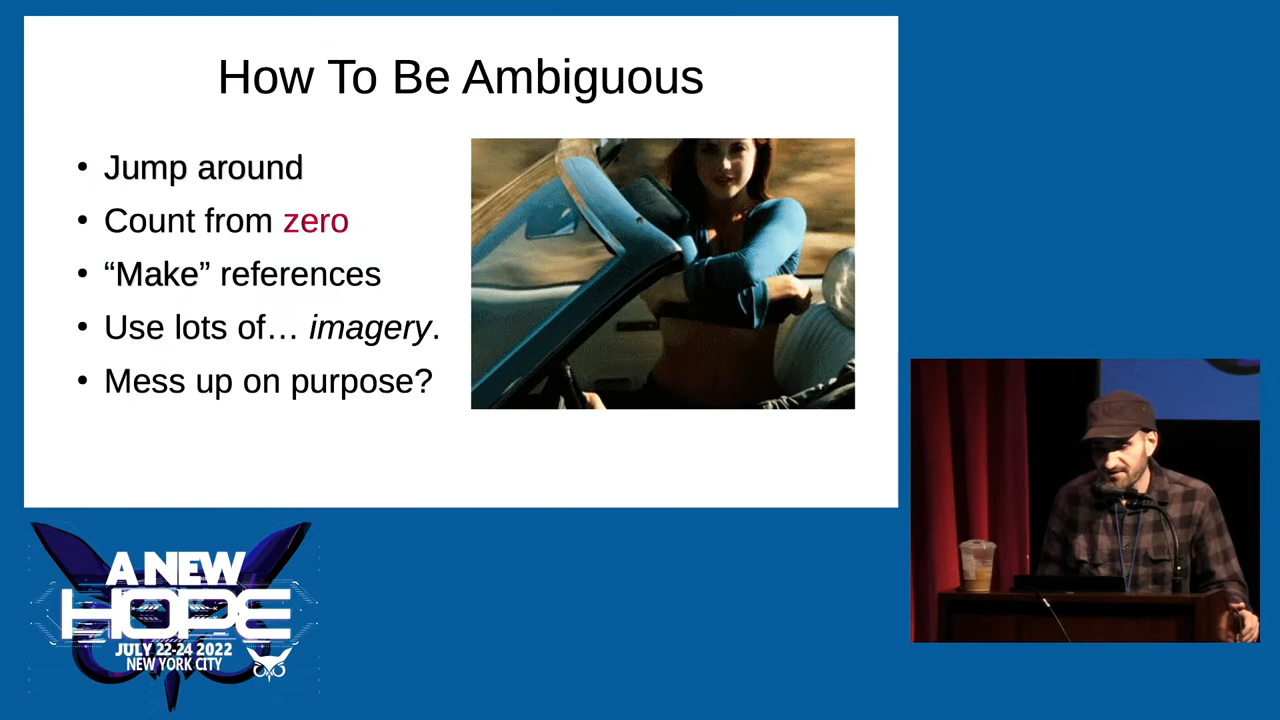 How To Be Ambiguous
• Jump around
• Count from zero
• “Make” references
• Use lots of… imagery.
• Mess up on purpose?
A NEW
HOPE
JULY 22-24 2022
NEW YORK CITY